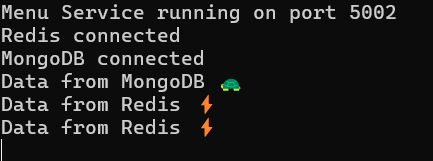 Menu Service running on port 5002
Redis connected
MongoDB connected
Data from MongoDB 🐢
Data from Redis ⚡
Data from Redis ⚡